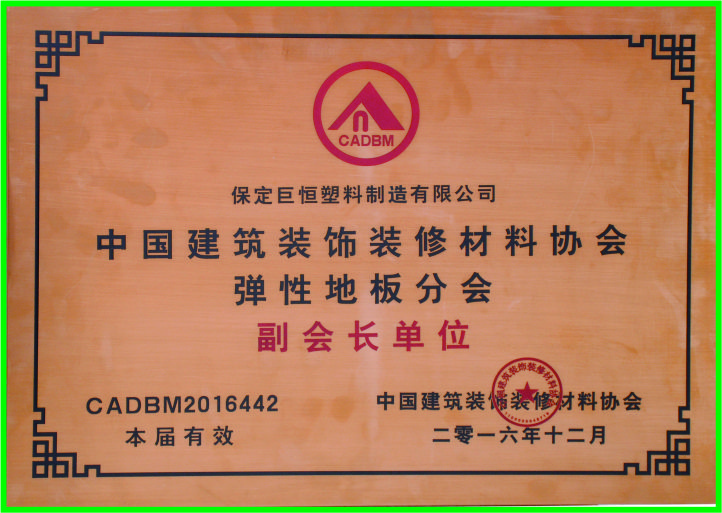 CADBM
保定巨恒塑料制造有限公司
中国建筑装饰装修材料协会
弹性地板分会
副会长单位
CADBM2016442
本届有效
中国建筑装饰装修材料协会
二零一六年十二月